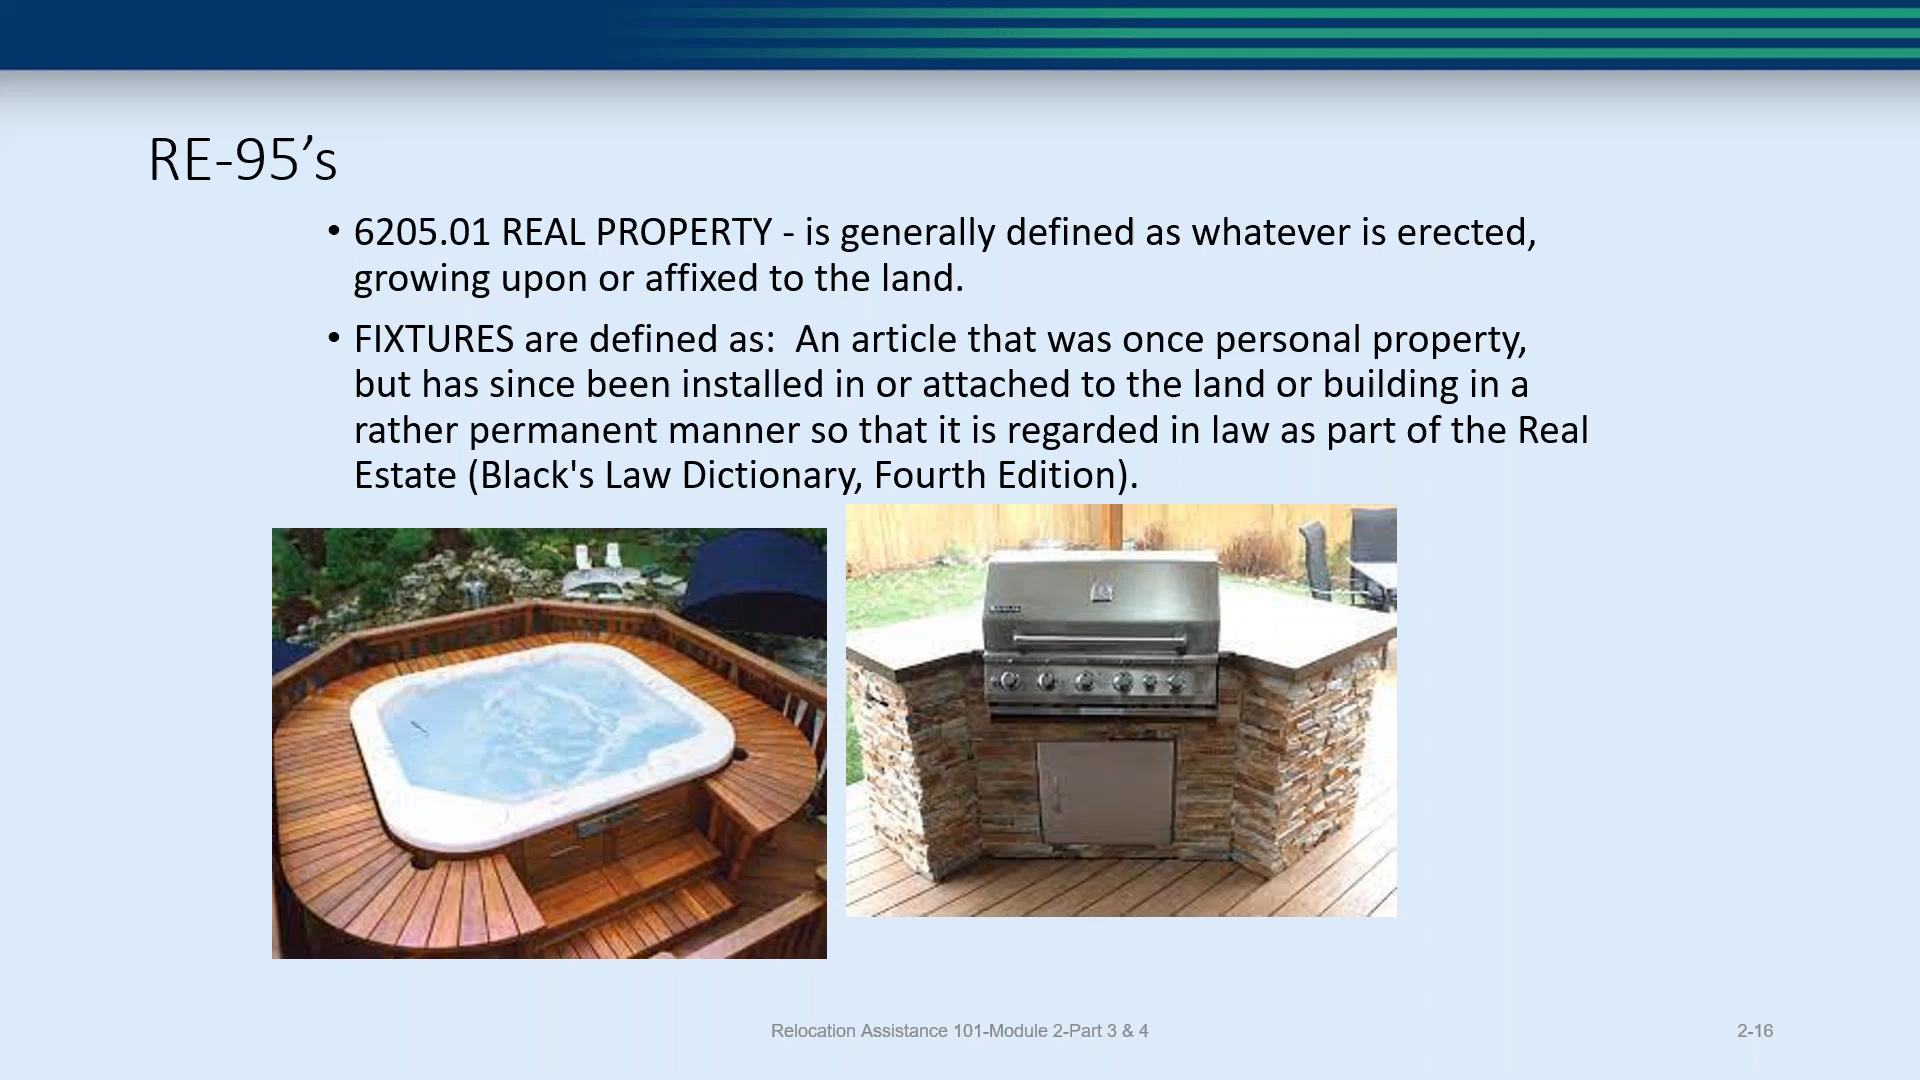 RE-95’s
• 6205.01 REAL PROPERTY - is generally defined as whatever is erected,
growing upon or affixed to the land.
• FIXTURES are defined as:  An article that was once personal property,
but has since been installed in or attached to the land or building in a
rather permanent manner so that it is regarded in law as part of the Real
Estate (Black's Law Dictionary, Fourth Edition).
Relocation Assistance 101-Module 2-Part 3 & 4
2-16